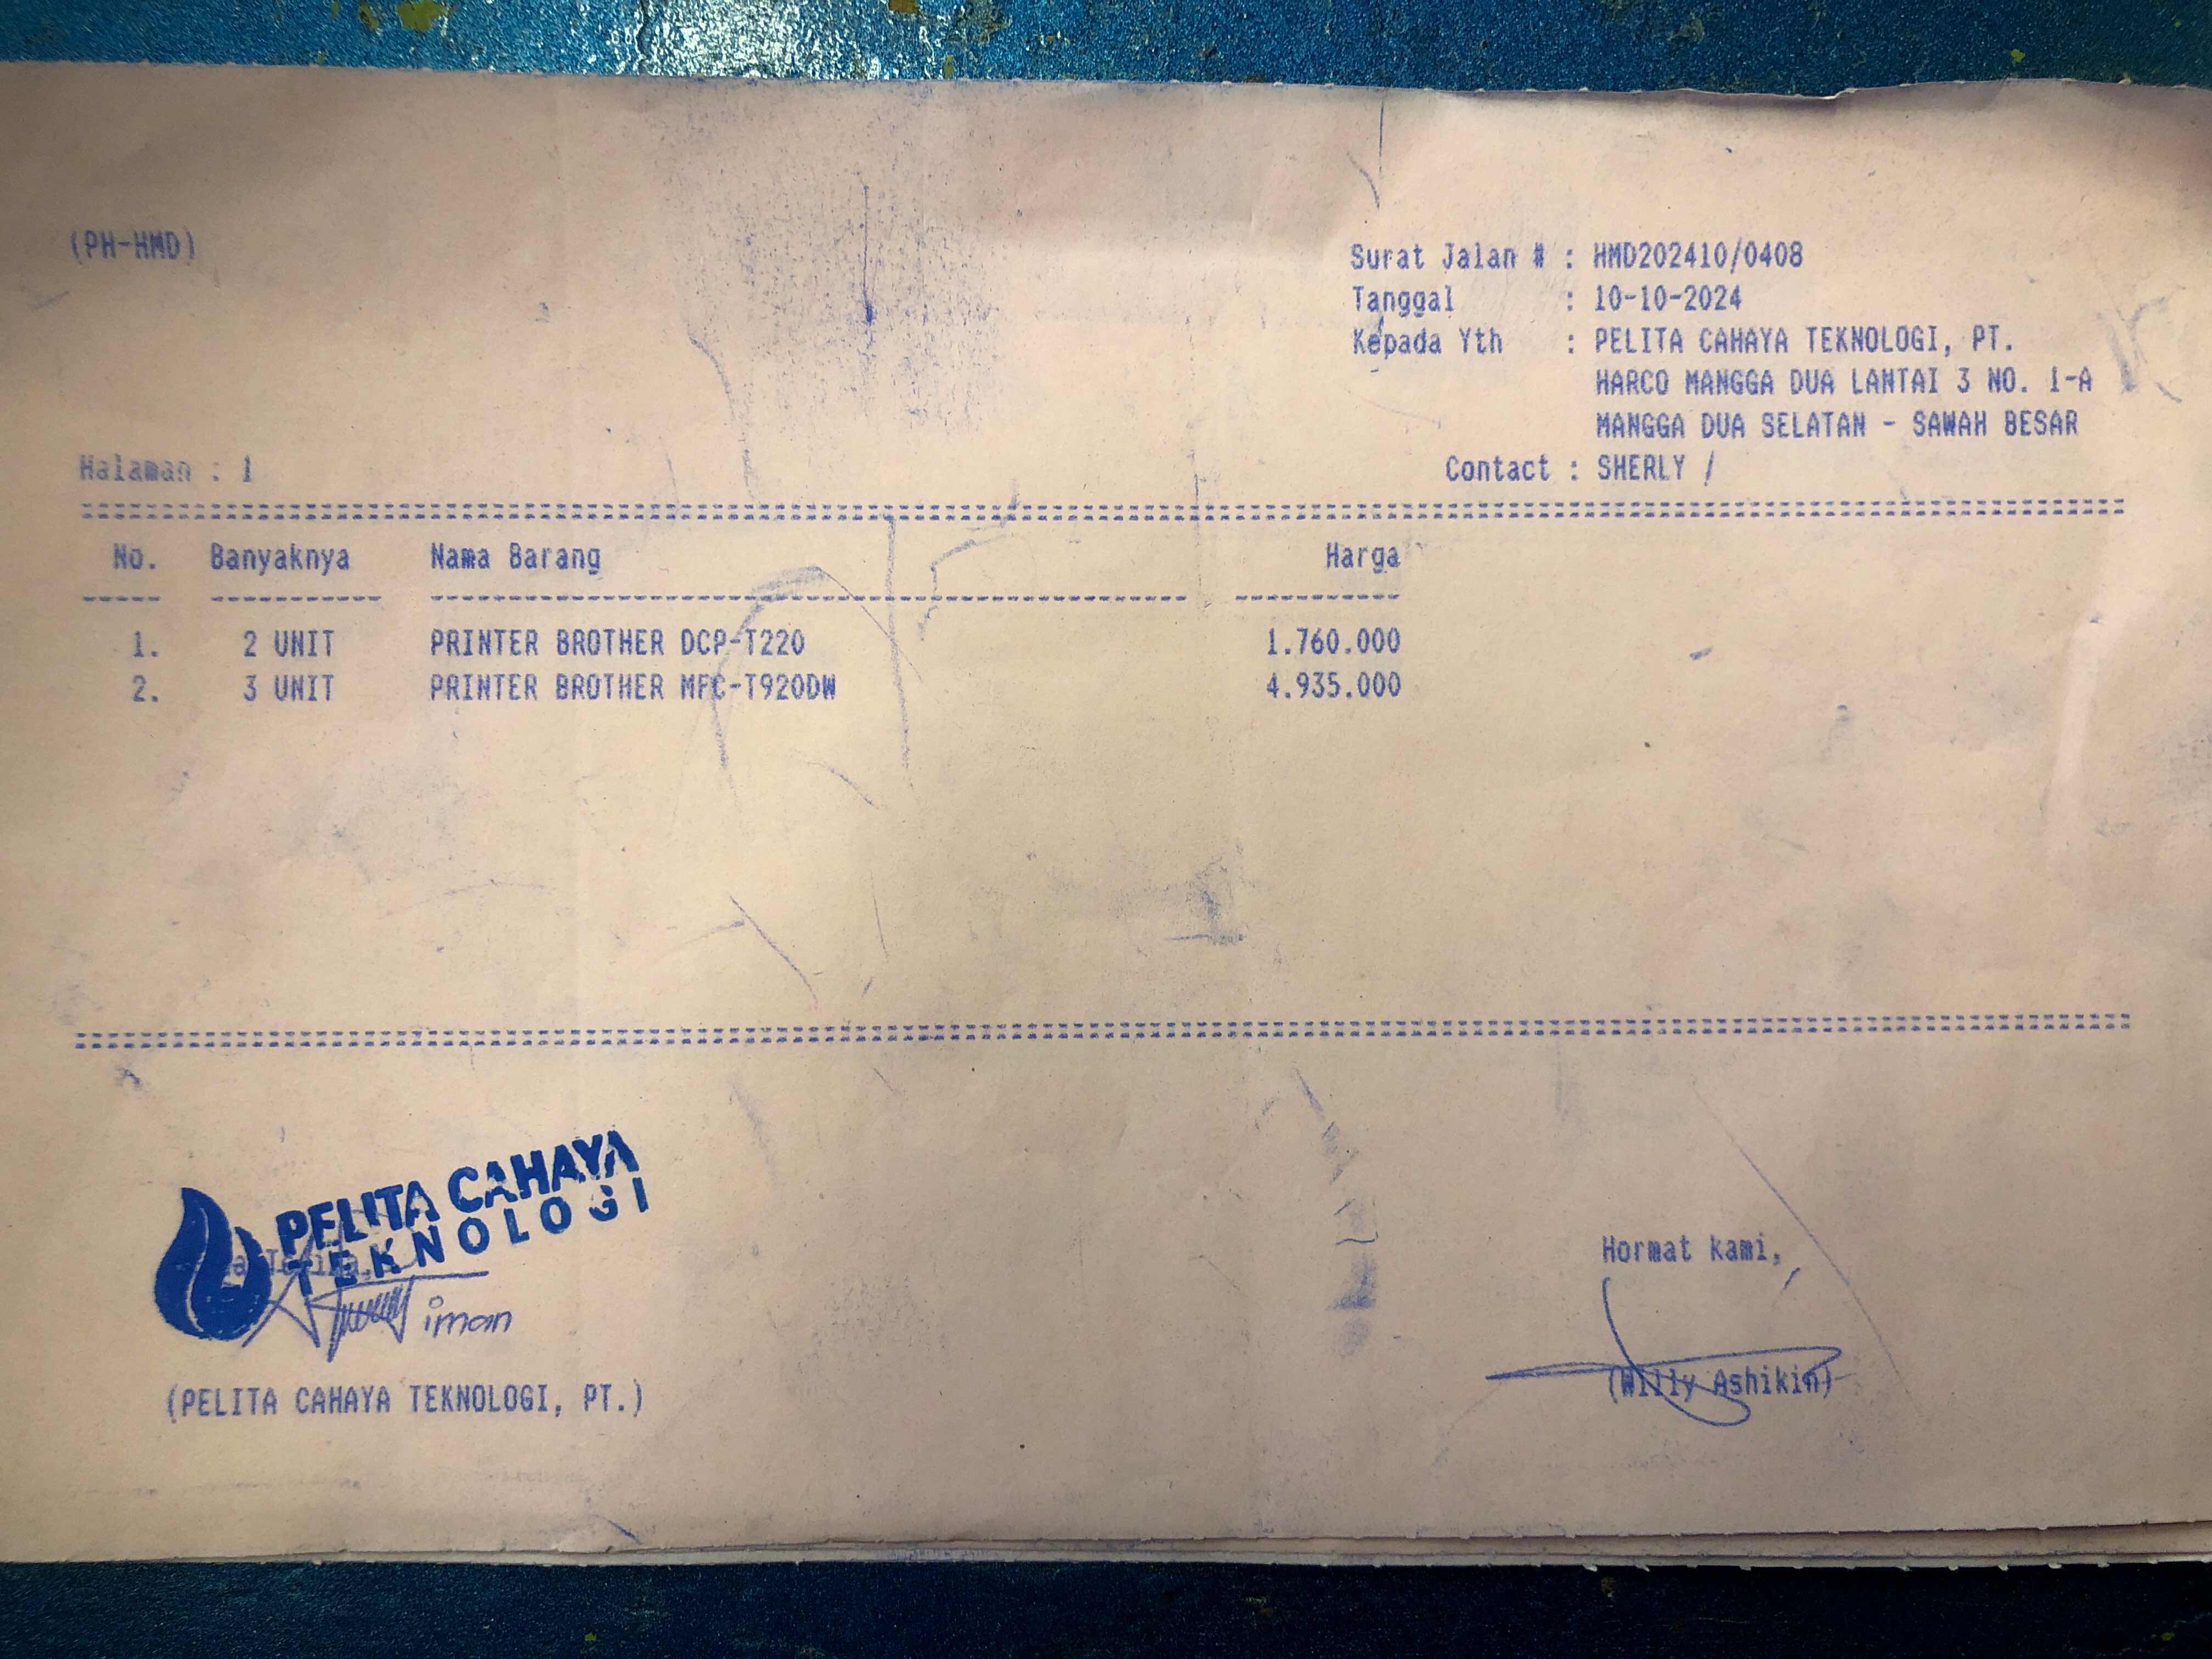 (PH-HMD)
Surat Jalan # : HMD202410/0408
Tanggal : 10-10-2024
Kepada Yth : PELITA CAHAYA TEKNOLOGI, PT.
HARCO MANGGA DUA LANTAI 3 NO. 1-A
MANGGA DUA SELATAN - SAWAH BESAR
Halaman : 1
Contact : SHERLY /
No. Banyaknya Nama Barang Harga
1. 2 UNIT PRINTER BROTHER DCP-T220 1.760.000
2. 3 UNIT PRINTER BROTHER MFC-T920DW 4.935.000
PELITA CAHAYA
TEKNOLOGI
iman
(PELITA CAHAYA TEKNOLOGI, PT.)
Hormat kami,
(Willy Ashikin)